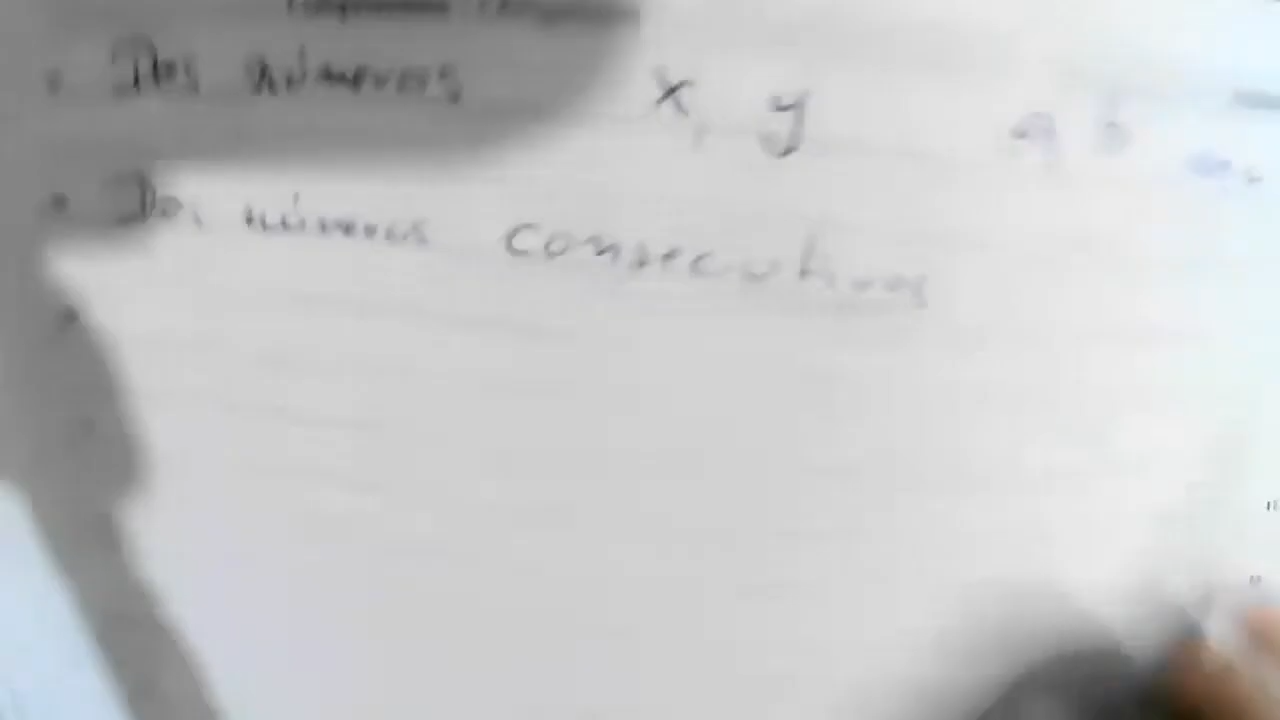 • Dos números x, y a b
• Dos números consecutivos